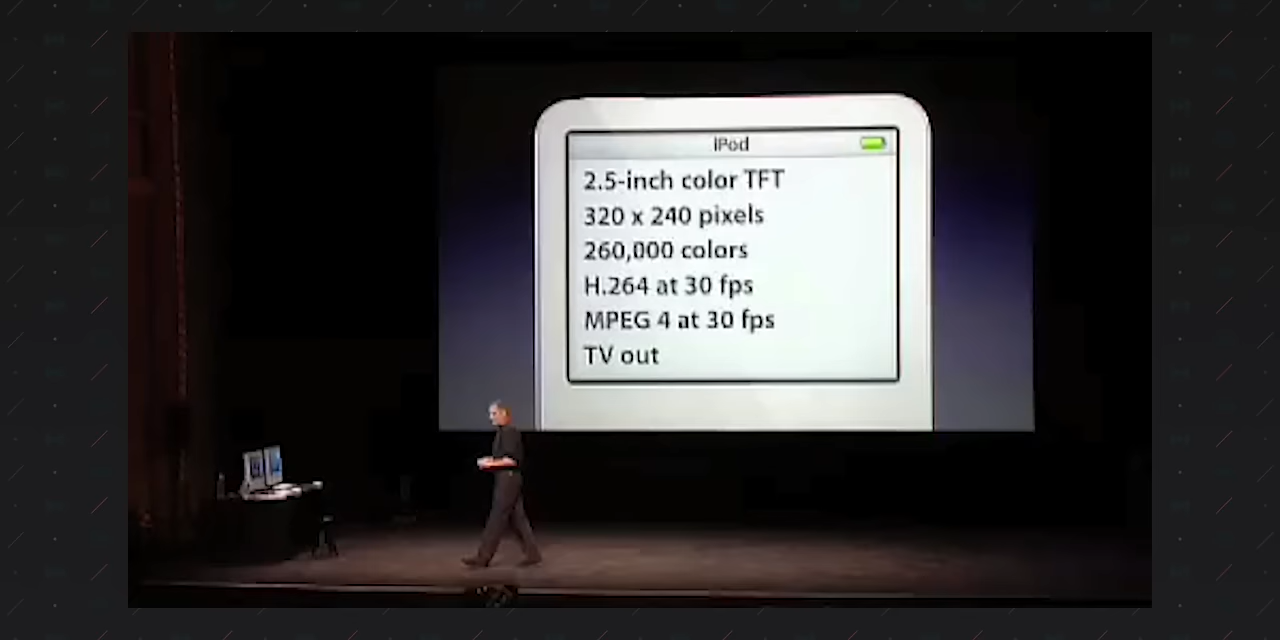 iPod
2.5-inch color TFT
320 x 240 pixels
260,000 colors
H.264 at 30 fps
MPEG 4 at 30 fps
TV out